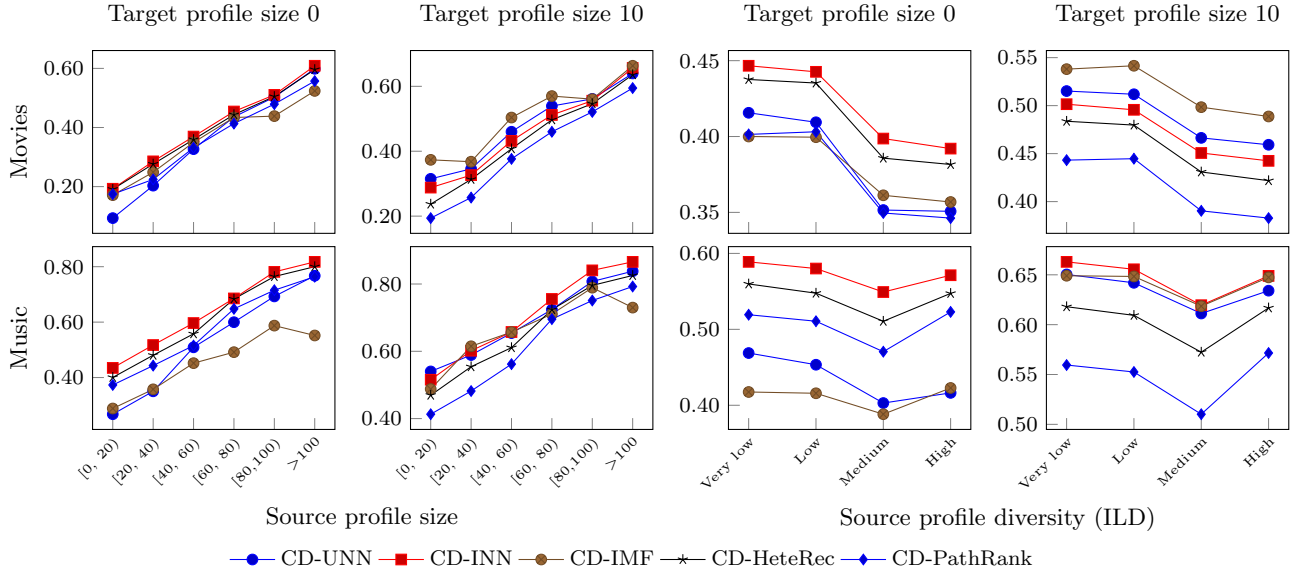 Target profile size 0
Target profile size 10
Target profile size 0
Target profile size 10
Movies
0.60
0.40
0.20
0.60
0.40
0.20
0.45
0.40
0.35
0.55
0.50
0.45
0.40
Music
0.80
0.60
0.40
0.80
0.60
0.40
0.60
0.50
0.40
0.65
0.60
0.55
0.50
[0, 20)
[20, 40)
[40, 60)
[60, 80)
[80,100)
>100
[0, 20)
[20, 40)
[40, 60)
[60, 80)
[80,100)
>100
Very low
Low
Medium
High
Very low
Low
Medium
High
Source profile size
Source profile diversity (ILD)
CD-UNN CD-INN CD-IMF CD-HeteRec CD-PathRank